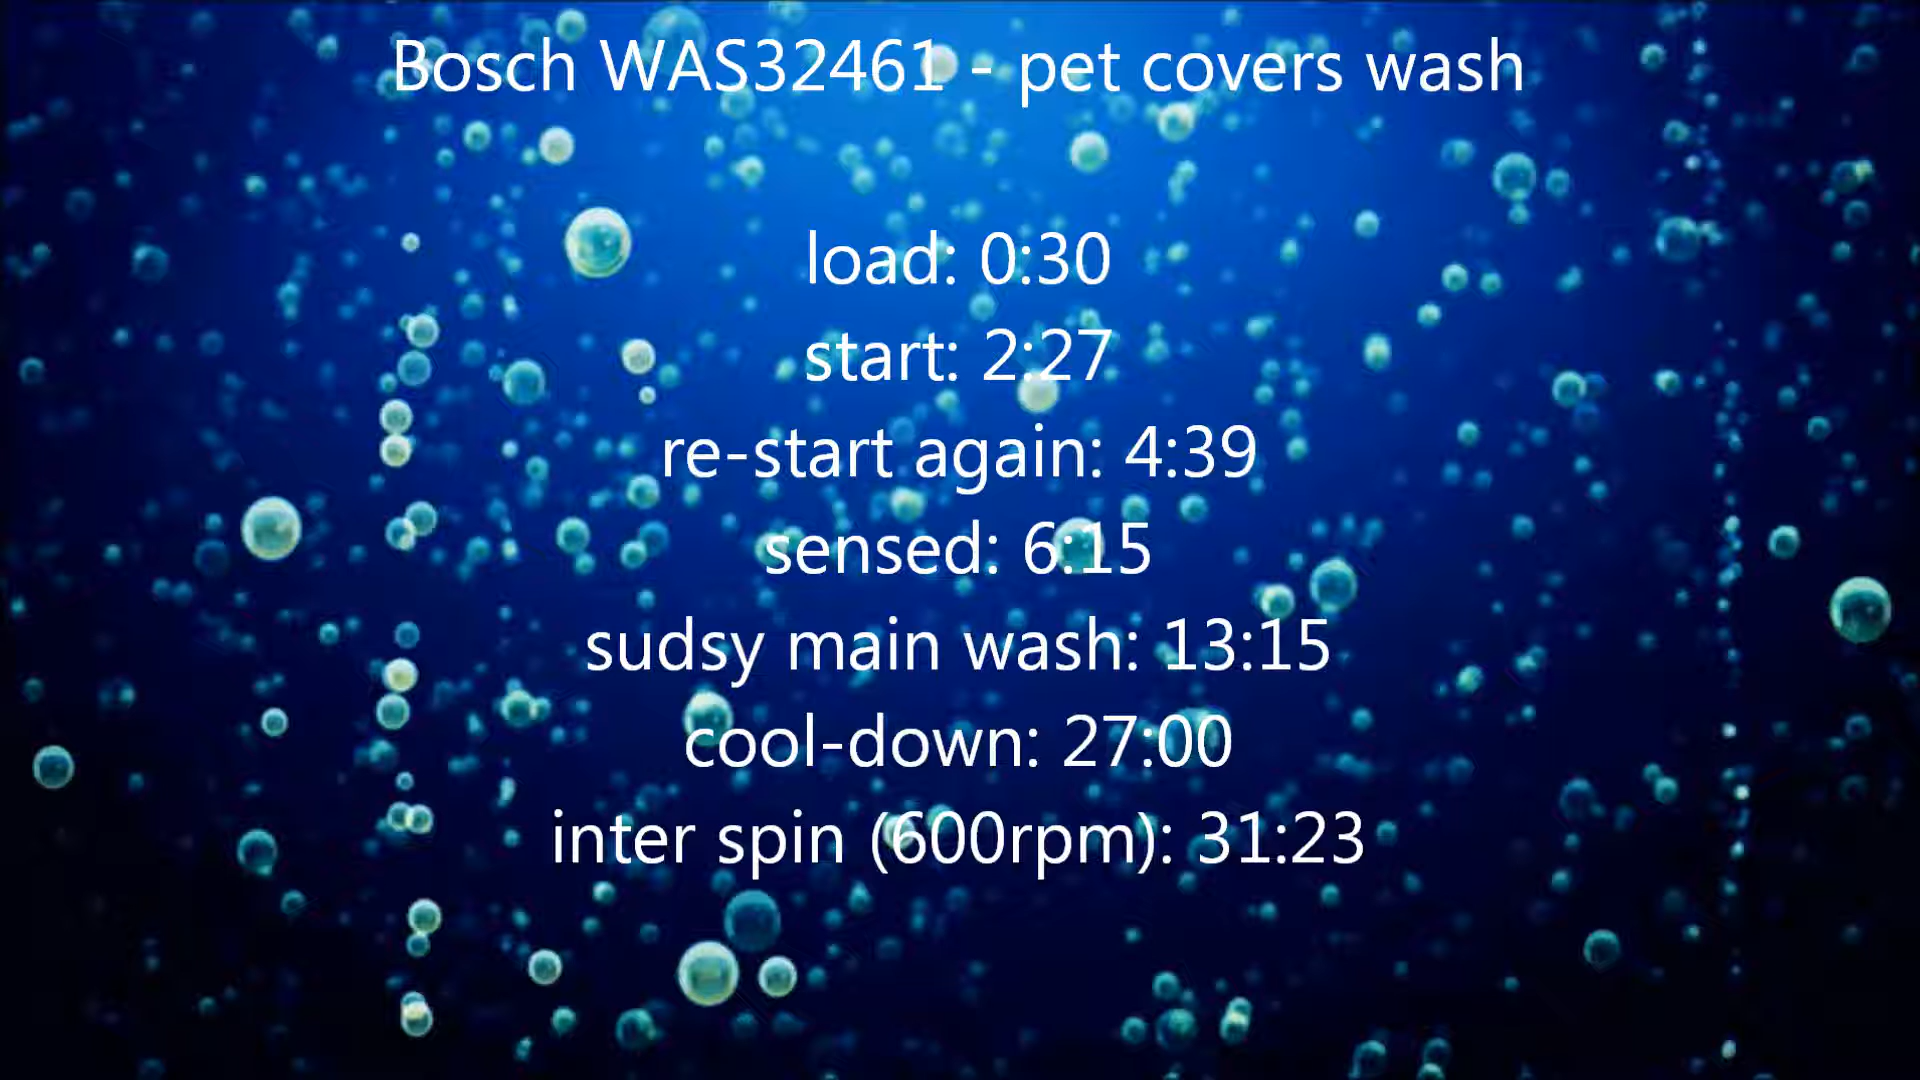 Bosch WAS32461 - pet covers wash
load: 0:30
start: 2:27
re-start again: 4:39
sensed: 6:15
sudsy main wash: 13:15
cool-down: 27:00
inter spin (600rpm): 31:23